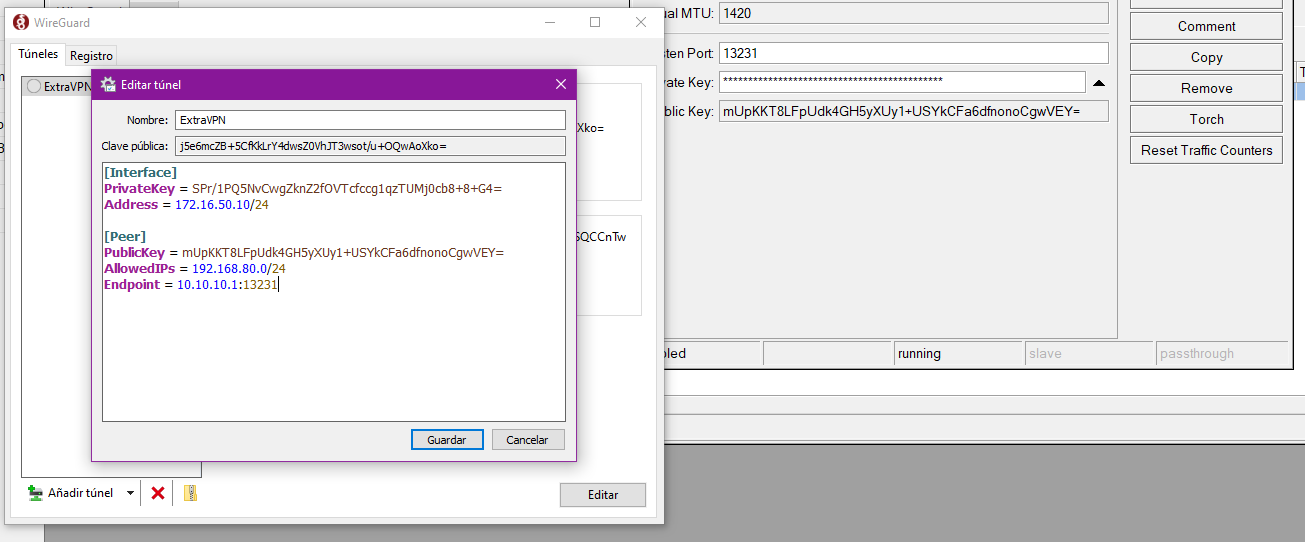 WireGuard
Túneles
Registro
ExtraVPN
Editar túnel
Nombre:
ExtraVPN
Clave pública:
j5e6mcZB+5CfKkLrY4dwsZ0VhJT3wsot/u+OQwAoXko=
[Interface]
PrivateKey = SPr/1PQ5NvCwgZknZ2fOVTcfccg1qzTUMj0cb8+8+G4=
Address = 172.16.50.10/24
[Peer]
PublicKey = mUpKKT8LFpUdk4GH5yXUy1+USYkCFa6dfnonoCgwVEY=
AllowedIPs = 192.168.80.0/24
Endpoint = 10.10.10.1:13231
Guardar
Cancelar
Xko=
SQCCnTw
Añadir túnel
Editar
ual MTU:
1420
sten Port:
13231
vate Key:
********************************************
blic Key:
mUpKKT8LFpUdk4GH5yXUy1+USYkCFa6dfnonoCgwVEY=
Comment
Copy
Remove
Torch
Reset Traffic Counters
bled
running
slave
passthrough